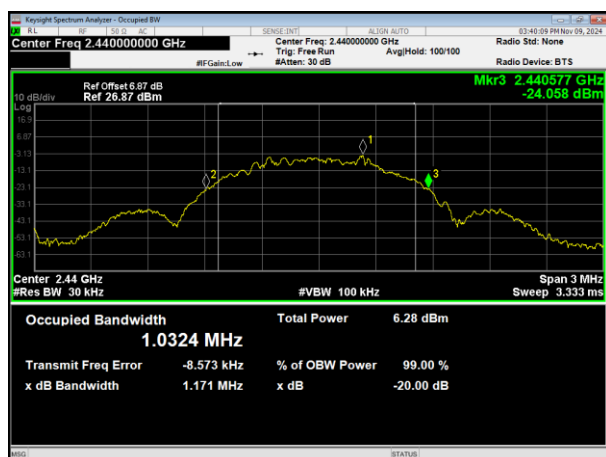 Keysight Spectrum Analyzer - Occupied BW
RL RF 50 Ω AC SENSE:INT ALIGN AUTO 03:40:09 PM Nov 09, 2024
Center Freq 2.440000000 GHz Center Freq: 2.440000000 GHz Radio Std: None
Trig: Free Run Avg|Hold: 100/100
#IFGain:Low #Atten: 30 dB Radio Device: BTS
Mkr3 2.440577 GHz
-24.058 dBm
Ref Offset 6.87 dB
10 dB/div Ref 26.87 dBm
Log
16.9
6.87
-3.13
-13.1
-23.1
-33.1
-43.1
-53.1
-63.1
1
2
3
Center 2.44 GHz Span 3 MHz
#Res BW 30 kHz #VBW 100 kHz Sweep 3.333 ms
Occupied Bandwidth Total Power 6.28 dBm
1.0324 MHz
Transmit Freq Error -8.573 kHz % of OBW Power 99.00 %
x dB Bandwidth 1.171 MHz x dB -20.00 dB
MSG STATUS